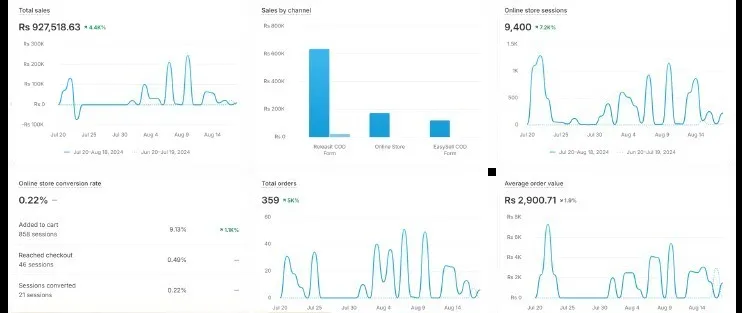 Total sales
Rs 927,518.63 4.4K%
Rs 300K
Rs 200K
Rs 100K
Rs 0
-Rs 100K
Jul 20 Jul 25 Jul 30 Aug 4 Aug 9 Aug 14
Jul 20-Aug 18, 2024 Jun 20-Jul 19, 2024
Sales by channel
Rs 800K
Rs 600K
Rs 400K
Rs 200K
Rs 0
Releasit COD Form Online Store EasySell COD Form
Online store sessions
9,400 7.2K%
1.5K
1K
500
0
Jul 20 Jul 25 Jul 30 Aug 4 Aug 9 Aug 14
Jul 20-Aug 18, 2024 Jun 20-Jul 19, 2024
Online store conversion rate
0.22% —
Added to cart
858 sessions
9.13% 1.1K%
Reached checkout
46 sessions
0.49% —
Sessions converted
21 sessions
0.22% —
Total orders
359 5K%
60
40
20
0
Jul 20 Jul 25 Jul 30 Aug 4 Aug 9 Aug 14
Average order value
Rs 2,900.71 1.9%
Rs 8K
Rs 6K
Rs 4K
Rs 2K
Rs 0
Jul 20 Jul 25 Jul 30 Aug 4 Aug 9 Aug 14